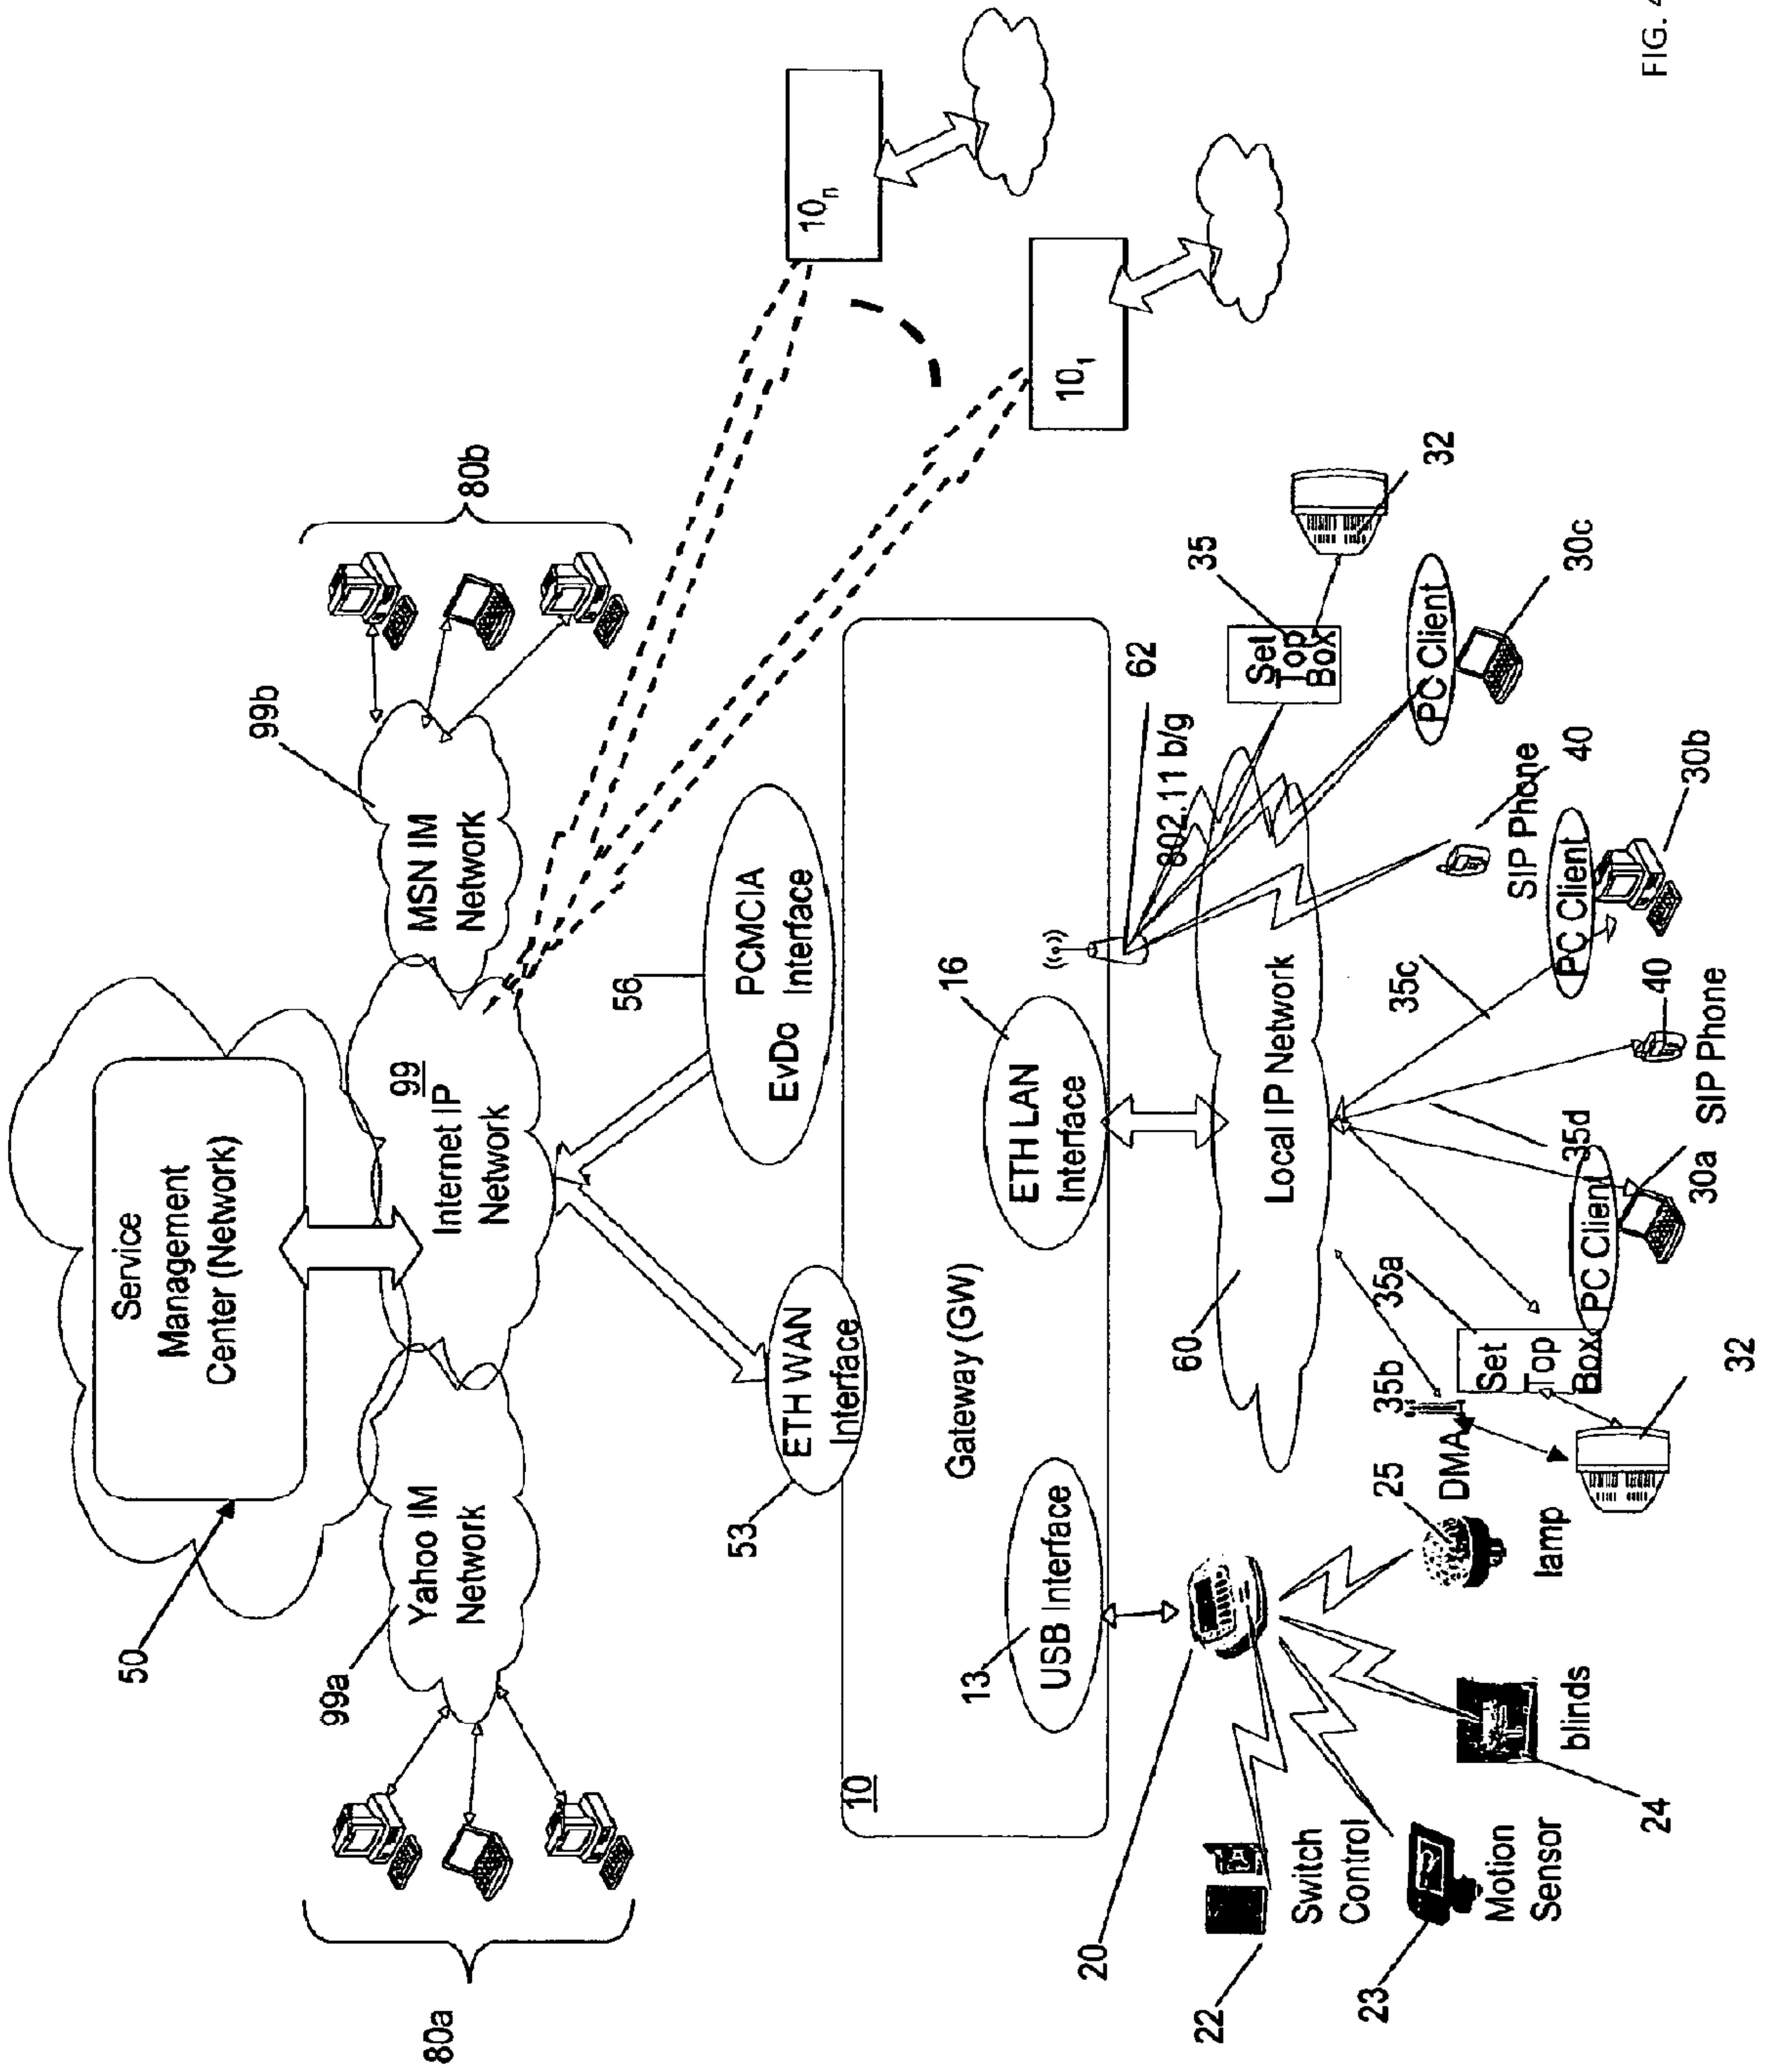 Service
Management
Center (Network)
50
99
Internet IP
Network
Yahoo IM
Network
99a
MSN IM
Network
99b
80a
80b
53
ETH WAN
Interface
56
PCMCIA
EvDo Interface
10
Gateway (GW)
13
USB Interface
16
ETH LAN
Interface
62
802.11 b/g
60
Local IP Network
10n
101
20
22
Switch
Control
23
Motion
Sensor
24
blinds
25
lamp
DMA
35b
35a
Set
Top
Box
32
PC Client
30a
35d
SIP Phone
40
35c
PC Client
30b
SIP Phone
40
PC Client
30c
35
Set
Top
Box
32
FIG. 4